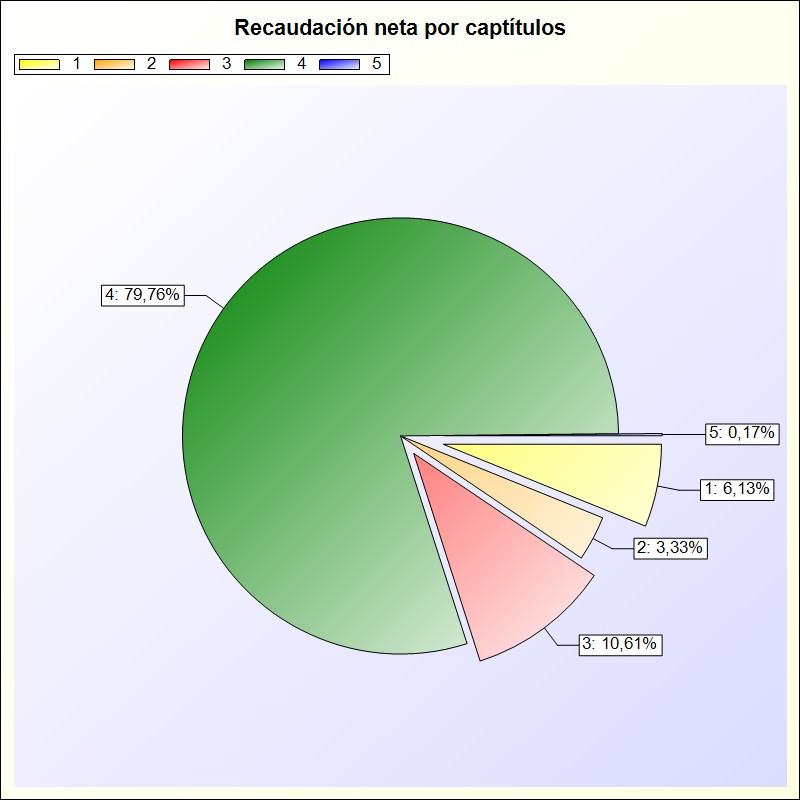 Recaudación neta por captítulos
1 2 3 4 5
4: 79,76%
5: 0,17%
1: 6,13%
2: 3,33%
3: 10,61%